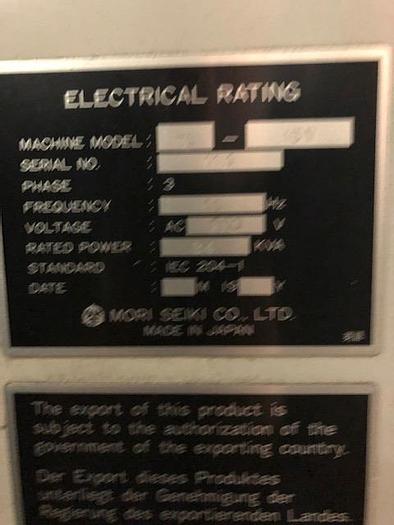 ELECTRICAL RATING
MACHINE MODEL : -
SERIAL NO. :
PHASE : 3
FREQUENCY : Hz
VOLTAGE : AC V
RATED POWER : KVA
STANDARD : IEC 204-1
DATE : M 19 Y
MORI SEIKI CO., LTD.
MADE IN JAPAN
The export of this product is
subject to the authorization of the
government of the exporting country.
Der Export dieses Produktes
unterliegt der Genehmigung der
Regierung des exportierenden Landes.